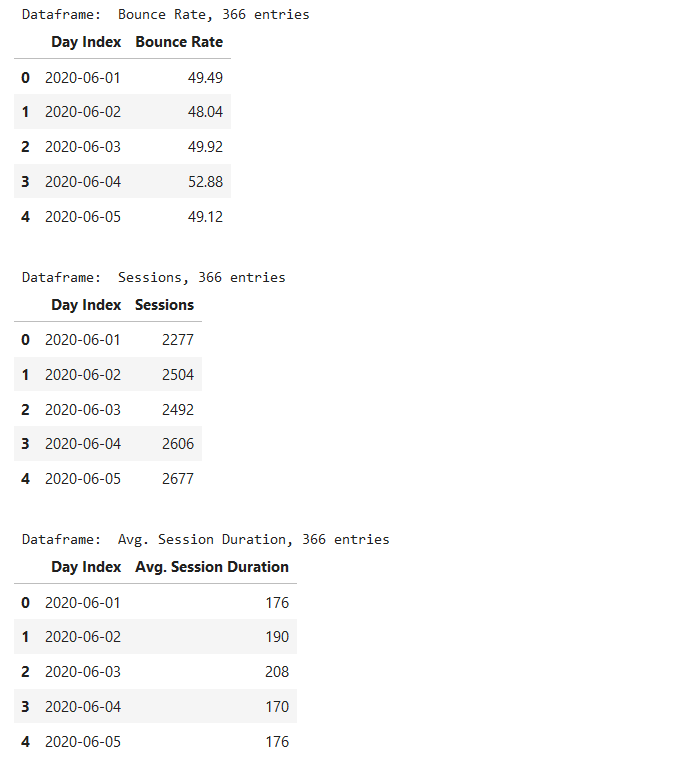 Dataframe:  Bounce Rate, 366 entries
Day Index Bounce Rate
0 2020-06-01 49.49
1 2020-06-02 48.04
2 2020-06-03 49.92
3 2020-06-04 52.88
4 2020-06-05 49.12
Dataframe:  Sessions, 366 entries
Day Index Sessions
0 2020-06-01 2277
1 2020-06-02 2504
2 2020-06-03 2492
3 2020-06-04 2606
4 2020-06-05 2677
Dataframe:  Avg. Session Duration, 366 entries
Day Index Avg. Session Duration
0 2020-06-01 176
1 2020-06-02 190
2 2020-06-03 208
3 2020-06-04 170
4 2020-06-05 176